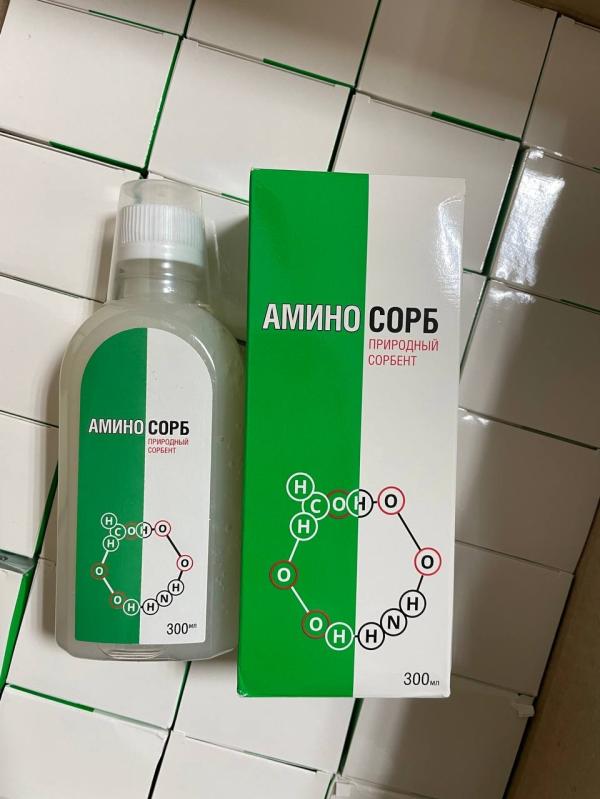 АМИНО СОРБ
ПРИРОДНЫЙ
СОРБЕНТ
H
C O H O
H
O
O
O H H N H
300мл
АМИНО СОРБ
ПРИРОДНЫЙ
СОРБЕНТ
H
C O H O
H
O
O
O H H N H
300мл